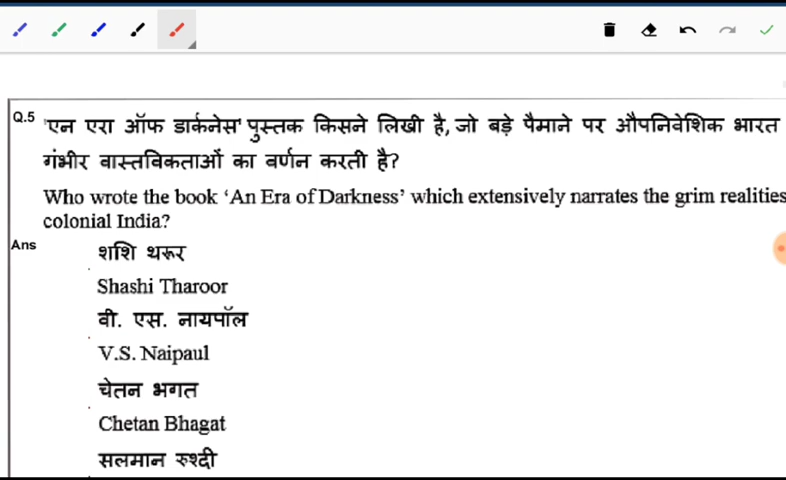 Q.5 'एन एरा ऑफ डार्कनेस' पुस्तक किसने लिखी है, जो बड़े पैमाने पर औपनिवेशिक भारत
गंभीर वास्तविकताओं का वर्णन करती है?
Who wrote the book ‘An Era of Darkness’ which extensively narrates the grim realities
colonial India?
Ans
शशि थरूर
Shashi Tharoor
वी. एस. नायपॉल
V.S. Naipaul
चेतन भगत
Chetan Bhagat
सलमान रुश्दी